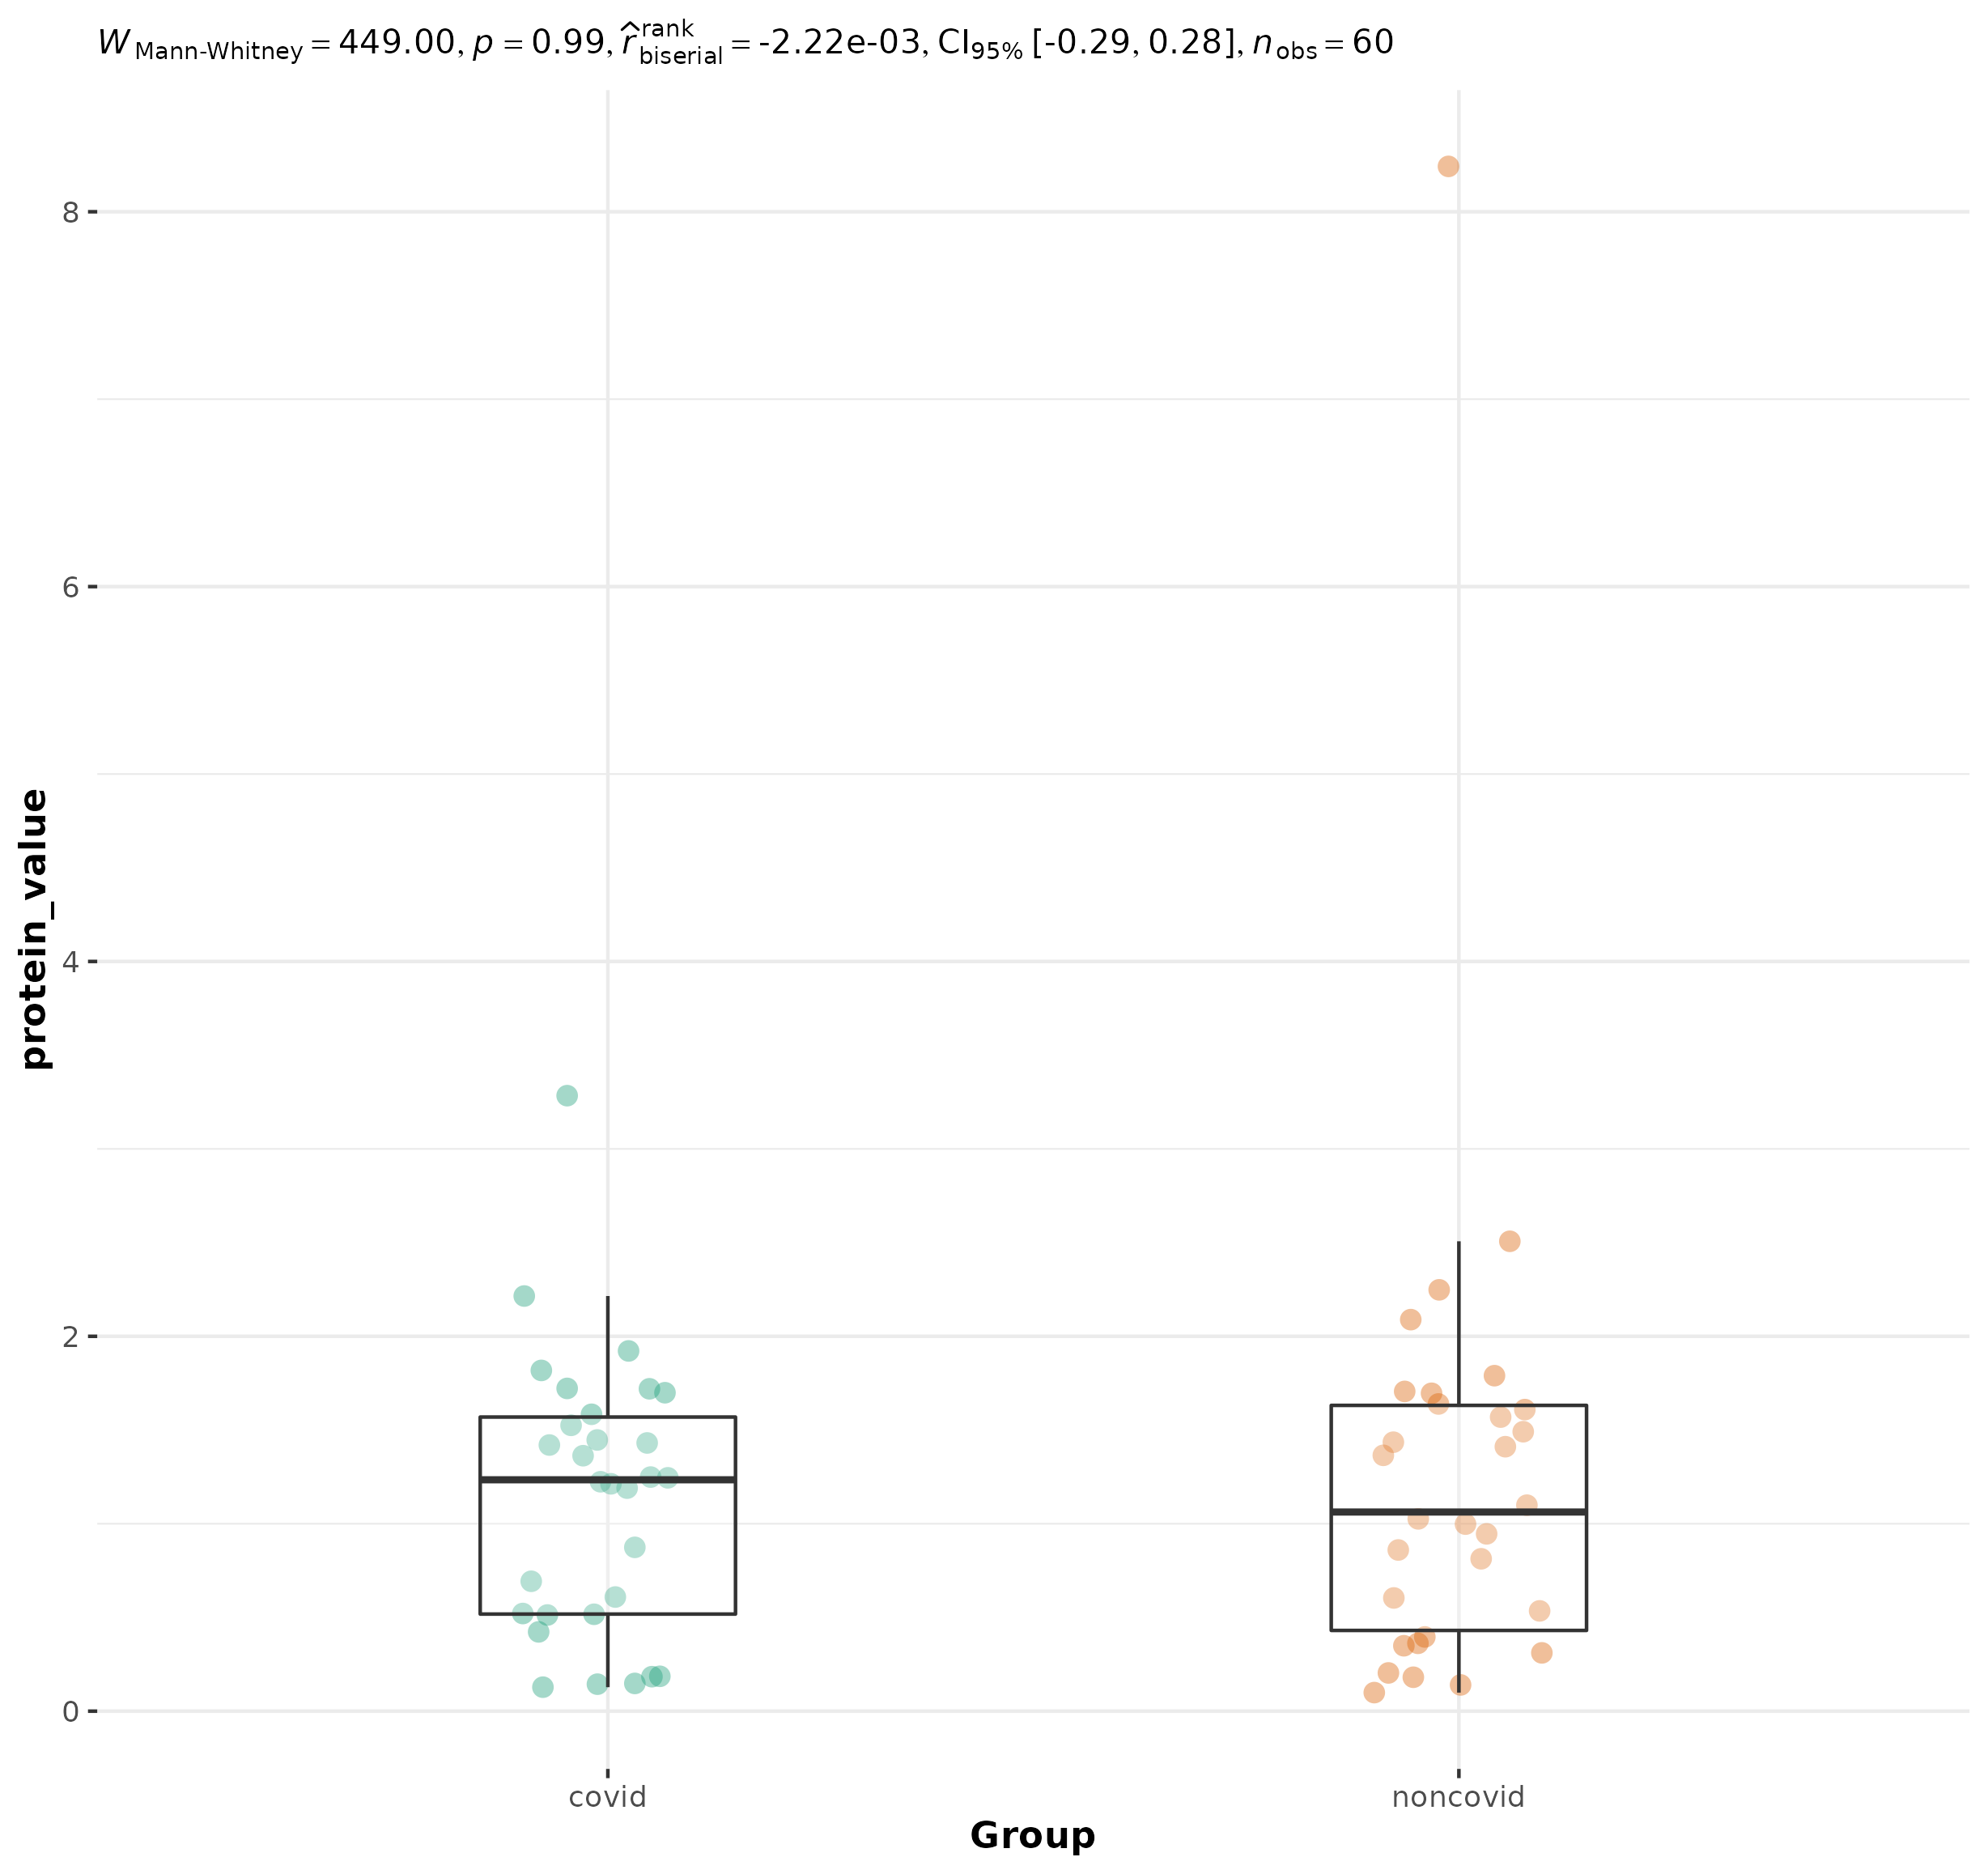 W Mann-Whitney = 449.00, p = 0.99, r̂ rank biserial = -2.22e-03, CI95% [-0.29, 0.28], nobs = 60
8
6
4
2
0
protein_value
covid noncovid
Group